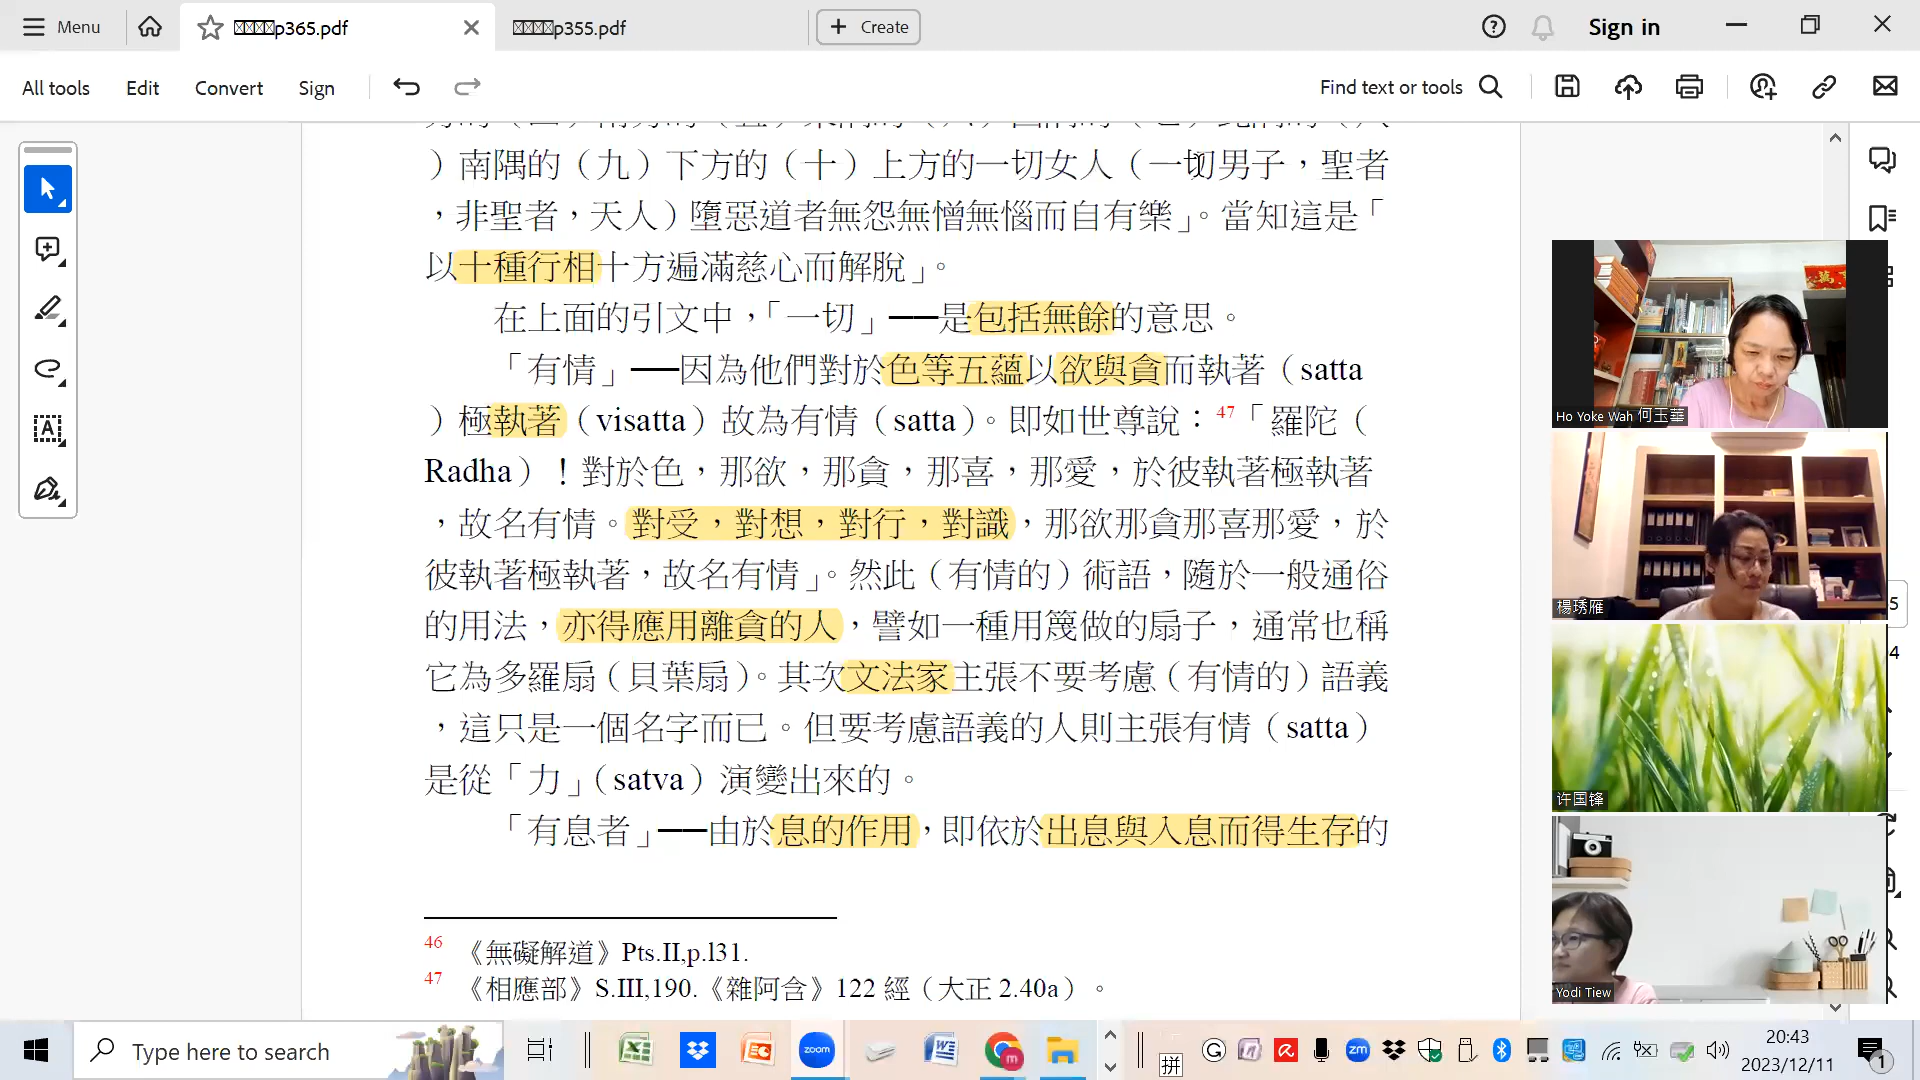 Menu
p365.pdf
p355.pdf
Create
Sign in
All tools
Edit
Convert
Sign
Find text or tools
）南隅的（九）下方的（十）上方的一切女人（一切男子，聖者
，非聖者，天人）墮惡道者無怨無憎無惱而自有樂」。當知這是「
以十種行相十方遍滿慈心而解脫」。
在上面的引文中，「一切」──是包括無餘的意思。
「有情」──因為他們對於色等五蘊以欲與貪而執著（satta
）極執著（visatta）故為有情（satta）。即如世尊說：47「羅陀（
Radha）！對於色，那欲，那貪，那喜，那愛，於彼執著極執著
，故名有情。對受，對想，對行，對識，那欲那貪那喜那愛，於
彼執著極執著，故名有情」。然此（有情的）術語，隨於一般通俗
的用法，亦得應用離貪的人，譬如一種用篾做的扇子，通常也稱
它為多羅扇（貝葉扇）。其次文法家主張不要考慮（有情的）語義
，這只是一個名字而已。但要考慮語義的人則主張有情（satta）
是從「力」（satva）演變出來的。
「有息者」──由於息的作用，即依於出息與入息而得生存的
46 《無礙解道》Pts.II,p.l31.
47 《相應部》S.III,190.《雜阿含》122 經（大正 2.40a）。
Ho Yoke Wah 何玉華
楊琇雁
许国锋
Yodi Tiew
5
4
Type here to search
zoom
拼
zm
20:43
2023/12/11
1